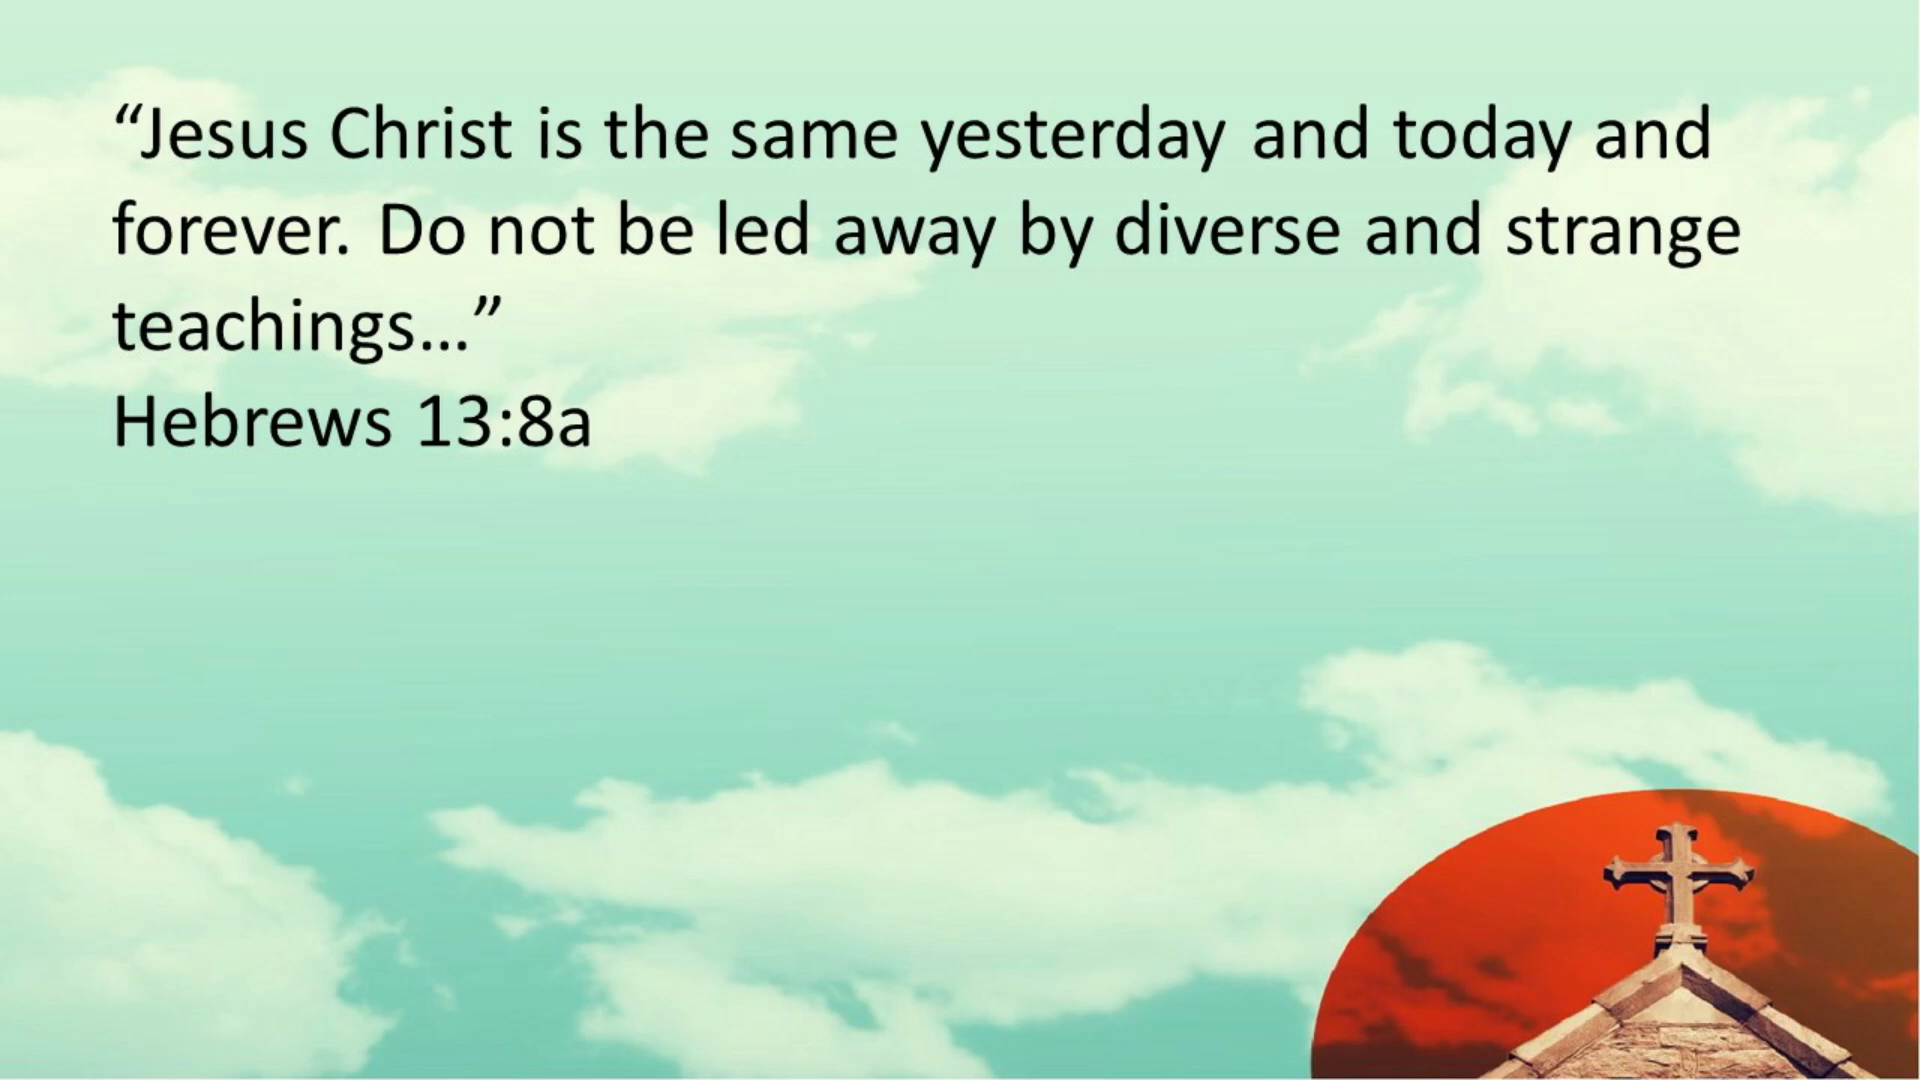 “Jesus Christ is the same yesterday and today and
forever. Do not be led away by diverse and strange
teachings…”
Hebrews 13:8a